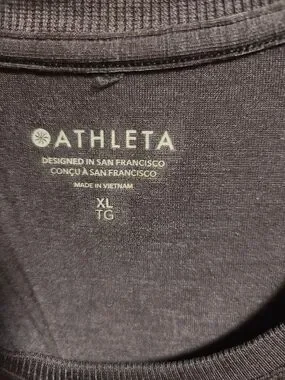 ATHLETA
DESIGNED IN SAN FRANCISCO
CONÇU À SAN FRANCISCO
MADE IN VIETNAM
XL
TG